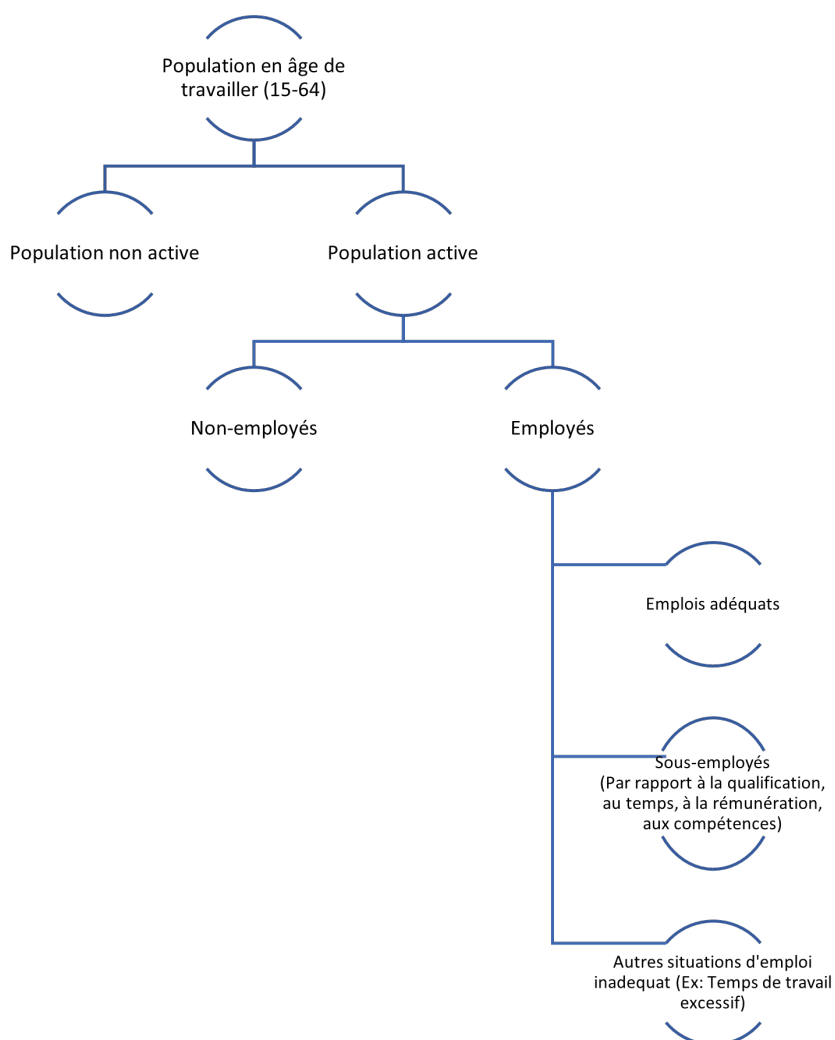 Population en âge de
travailler (15-64)
Population non active
Population active
Non-employés
Employés
Emplois adéquats
Sous-employés
(Par rapport à la qualification,
au temps, à la rémunération,
aux compétences)
Autres situations d'emploi
inadequat (Ex: Temps de travail
excessif)